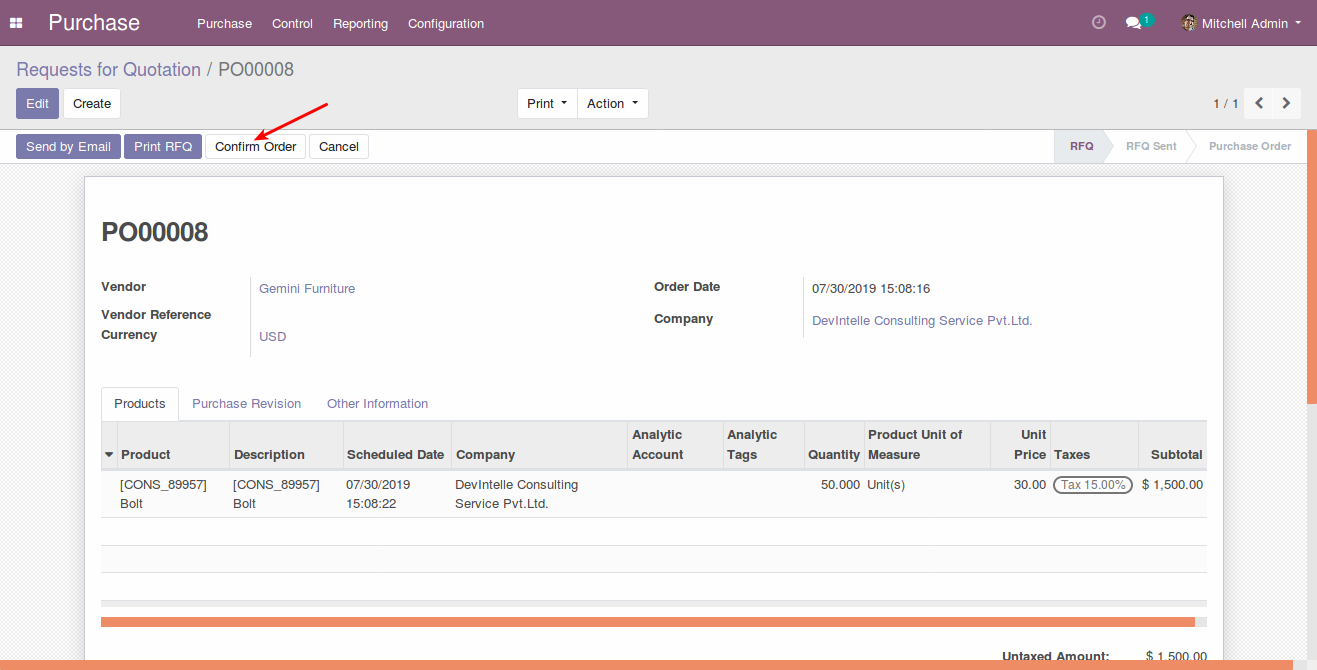 Purchase Purchase Control Reporting Configuration 1 Mitchell Admin
Requests for Quotation / PO00008
Edit Create Print Action 1 / 1
Send by Email Print RFQ Confirm Order Cancel RFQ RFQ Sent Purchase Order
PO00008
Vendor Gemini Furniture Order Date 07/30/2019 15:08:16
Vendor Reference Company DevIntelle Consulting Service Pvt.Ltd.
Currency USD
Products Purchase Revision Other Information
Analytic Analytic Product Unit of Unit
Product Description Scheduled Date Company Account Tags Quantity Measure Price Taxes Subtotal
[CONS_89957] [CONS_89957] 07/30/2019 DevIntelle Consulting 50.000 Unit(s) 30.00 Tax 15.00% $ 1,500.00
Bolt Bolt 15:08:22 Service Pvt.Ltd.
Untaxed Amount: $ 1,500.00